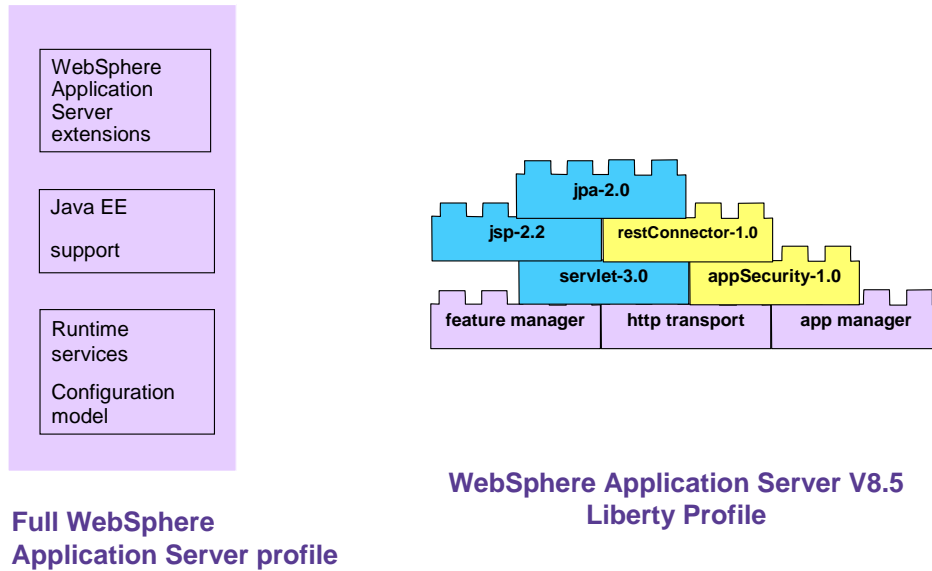 WebSphere
Application
Server
extensions
Java EE
support
Runtime
services
Configuration
model
Full WebSphere
Application Server profile
jpa-2.0
jsp-2.2
restConnector-1.0
servlet-3.0
appSecurity-1.0
feature manager
http transport
app manager
WebSphere Application Server V8.5
Liberty Profile